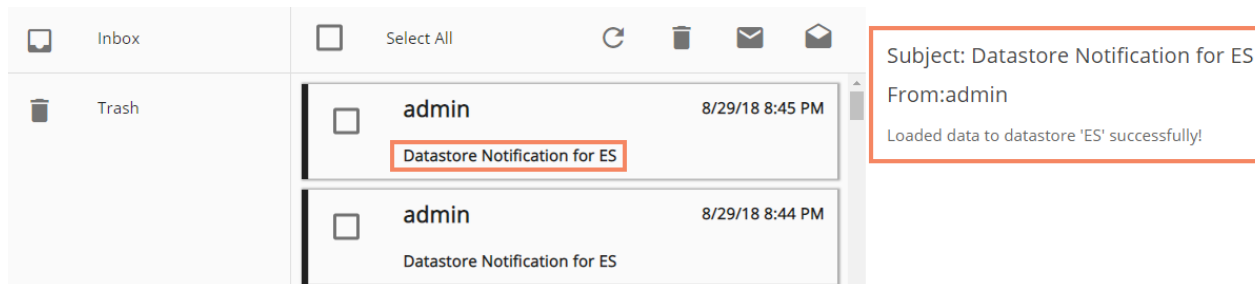 Inbox
Trash
Select All
admin
8/29/18 8:45 PM
Datastore Notification for ES
admin
8/29/18 8:44 PM
Datastore Notification for ES
Subject: Datastore Notification for ES
From:admin
Loaded data to datastore 'ES' successfully!